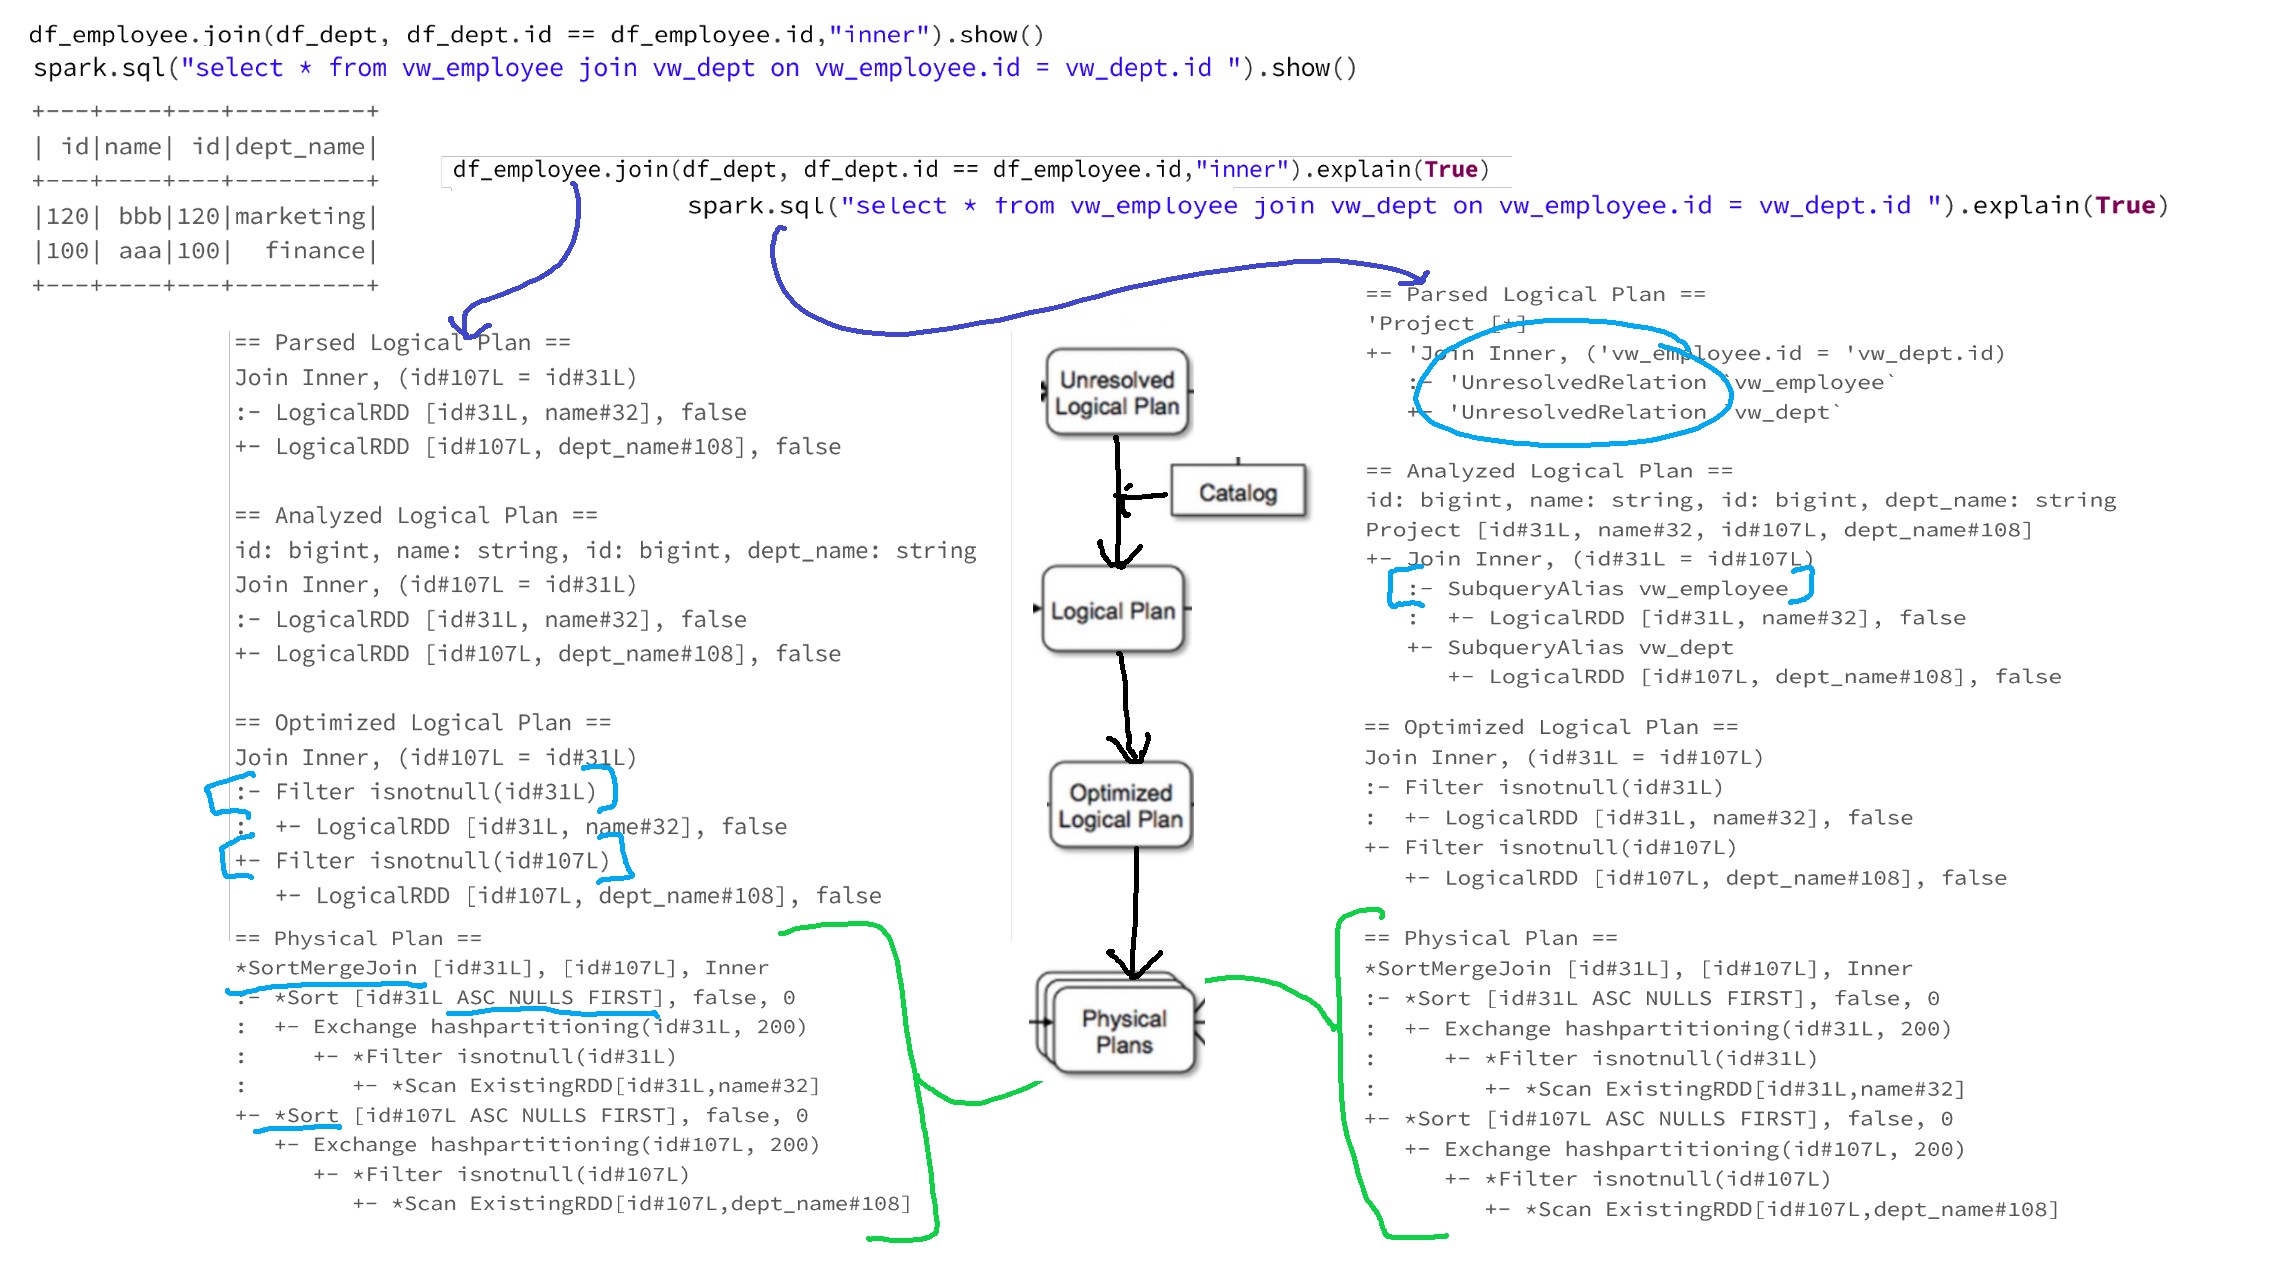 df_employee.join(df_dept, df_dept.id == df_employee.id,"inner").show()
spark.sql("select * from vw_employee join vw_dept on vw_employee.id = vw_dept.id ").show()
+---+----+---+---------+
| id|name| id|dept_name|
+---+----+---+---------+
|120| bbb|120|marketing|
|100| aaa|100|  finance|
+---+----+---+---------+
df_employee.join(df_dept, df_dept.id == df_employee.id,"inner").explain(True)
spark.sql("select * from vw_employee join vw_dept on vw_employee.id = vw_dept.id ").explain(True)
== Parsed Logical Plan ==
Join Inner, (id#107L = id#31L)
:- LogicalRDD [id#31L, name#32], false
+- LogicalRDD [id#107L, dept_name#108], false
== Analyzed Logical Plan ==
id: bigint, name: string, id: bigint, dept_name: string
Join Inner, (id#107L = id#31L)
:- LogicalRDD [id#31L, name#32], false
+- LogicalRDD [id#107L, dept_name#108], false
== Optimized Logical Plan ==
Join Inner, (id#107L = id#31L)
:- Filter isnotnull(id#31L)
:  +- LogicalRDD [id#31L, name#32], false
+- Filter isnotnull(id#107L)
   +- LogicalRDD [id#107L, dept_name#108], false
== Physical Plan ==
*SortMergeJoin [id#31L], [id#107L], Inner
:- *Sort [id#31L ASC NULLS FIRST], false, 0
:  +- Exchange hashpartitioning(id#31L, 200)
:     +- *Filter isnotnull(id#31L)
:        +- *Scan ExistingRDD[id#31L,name#32]
+- *Sort [id#107L ASC NULLS FIRST], false, 0
   +- Exchange hashpartitioning(id#107L, 200)
      +- *Filter isnotnull(id#107L)
         +- *Scan ExistingRDD[id#107L,dept_name#108]
Unresolved
Logical Plan
Catalog
Logical Plan
Optimized
Logical Plan
Physical
Plans
== Parsed Logical Plan ==
'Project [*]
+- 'Join Inner, ('vw_employee.id = 'vw_dept.id)
   :- 'UnresolvedRelation `vw_employee`
   +- 'UnresolvedRelation `vw_dept`
== Analyzed Logical Plan ==
id: bigint, name: string, id: bigint, dept_name: string
Project [id#31L, name#32, id#107L, dept_name#108]
+- Join Inner, (id#31L = id#107L)
   :- SubqueryAlias vw_employee
   :  +- LogicalRDD [id#31L, name#32], false
   +- SubqueryAlias vw_dept
      +- LogicalRDD [id#107L, dept_name#108], false
== Optimized Logical Plan ==
Join Inner, (id#31L = id#107L)
:- Filter isnotnull(id#31L)
:  +- LogicalRDD [id#31L, name#32], false
+- Filter isnotnull(id#107L)
   +- LogicalRDD [id#107L, dept_name#108], false
== Physical Plan ==
*SortMergeJoin [id#31L], [id#107L], Inner
:- *Sort [id#31L ASC NULLS FIRST], false, 0
:  +- Exchange hashpartitioning(id#31L, 200)
:     +- *Filter isnotnull(id#31L)
:        +- *Scan ExistingRDD[id#31L,name#32]
+- *Sort [id#107L ASC NULLS FIRST], false, 0
   +- Exchange hashpartitioning(id#107L, 200)
      +- *Filter isnotnull(id#107L)
         +- *Scan ExistingRDD[id#107L,dept_name#108]